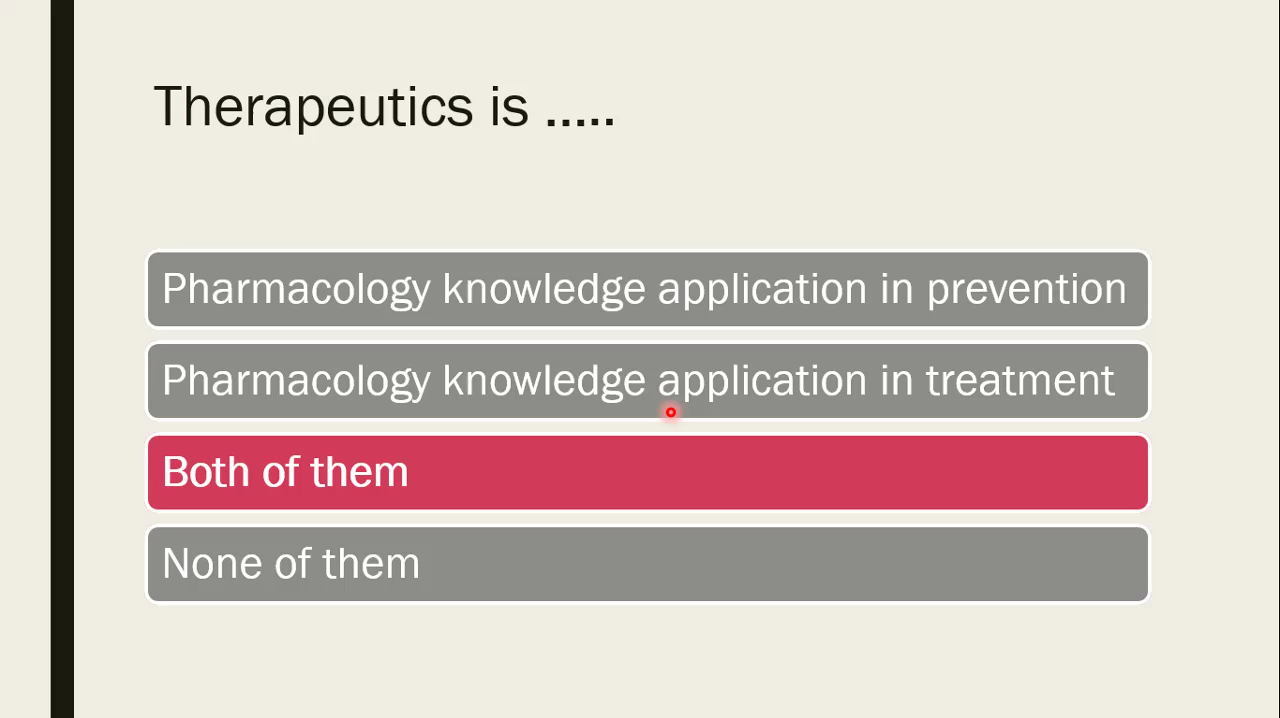 Therapeutics is .....
Pharmacology knowledge application in prevention
Pharmacology knowledge application in treatment
Both of them
None of them